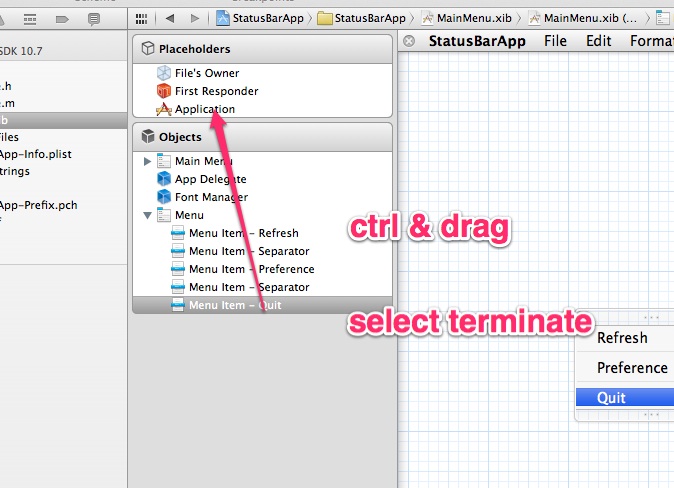 StatusBarApp
StatusBarApp
MainMenu.xib
MainMenu.xib (...
SDK 10.7
.h
.m
ib
Files
App-Info.plist
App-Prefix.pch
Placeholders
File's Owner
First Responder
Application
Objects
Main Menu
App Delegate
Font Manager
Menu
Menu Item - Refresh
Menu Item - Separator
Menu Item - Preference
Menu Item - Separator
Menu Item - Quit
StatusBarApp File Edit Format
ctrl & drag
select terminate
Refresh
Preference
Quit